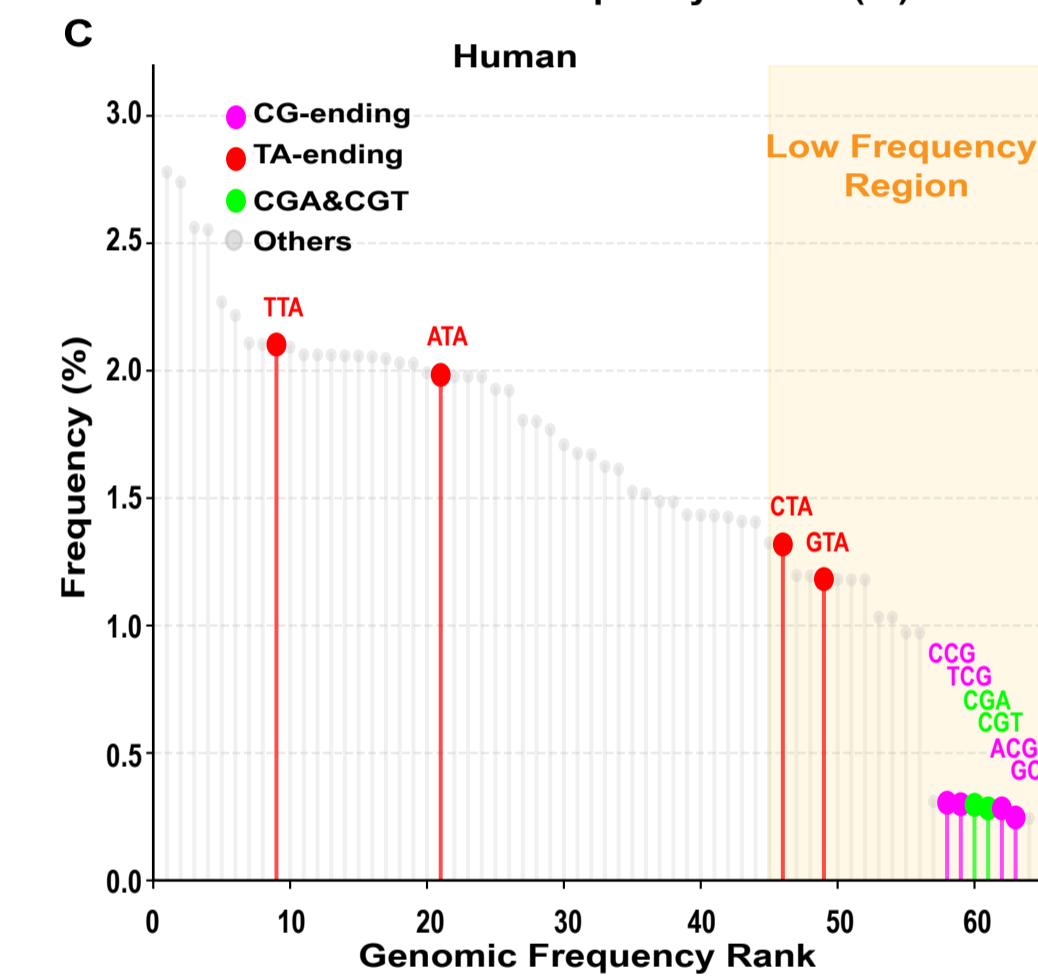 C
Human
CG-ending
TA-ending
CGA&CGT
Others
Low Frequency
Region
3.0
2.5
2.0
1.5
1.0
0.5
0.0
Frequency (%)
TTA
ATA
CTA
GTA
CCG
TCG
CGA
CGT
ACG
0 10 20 30 40 50 60
Genomic Frequency Rank